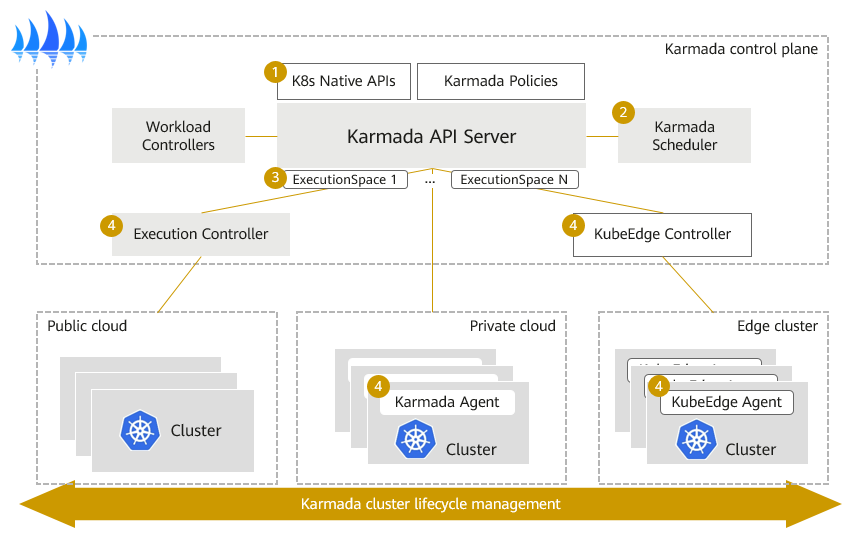 Karmada control plane
1
K8s Native APIs
Karmada Policies
Workload
Controllers
Karmada API Server
2
Karmada
Scheduler
3
ExecutionSpace 1
...
ExecutionSpace N
4
Execution Controller
4
KubeEdge Controller
Public cloud
Private cloud
Edge cluster
4
Karmada Agent
4
KubeEdge Agent
Cluster
Cluster
Cluster
Karmada cluster lifecycle management